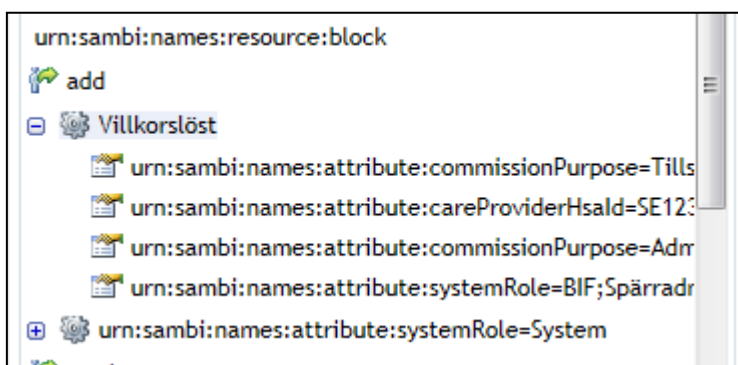 urn:sambi:names:resource:block
add
Villkorslöst
urn:sambi:names:attribute:commissionPurpose=Tills
urn:sambi:names:attribute:careProviderHsaId=SE123
urn:sambi:names:attribute:commissionPurpose=Adm
urn:sambi:names:attribute:systemRole=BIF;Spärradr
urn:sambi:names:attribute:systemRole=System